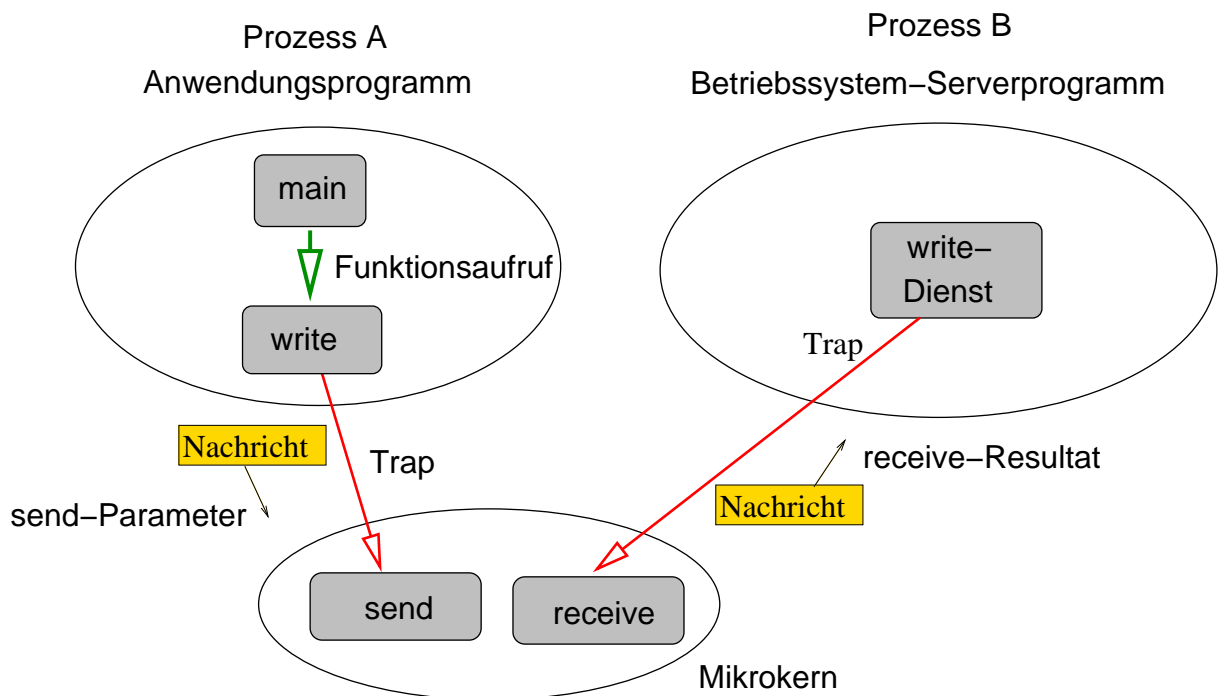 Prozess A
Anwendungsprogramm
Prozess B
Betriebssystem−Serverprogramm
main
Funktionsaufruf
write
write−
Dienst
Trap
Nachricht
Trap
send−Parameter
receive−Resultat
Nachricht
send
receive
Mikrokern